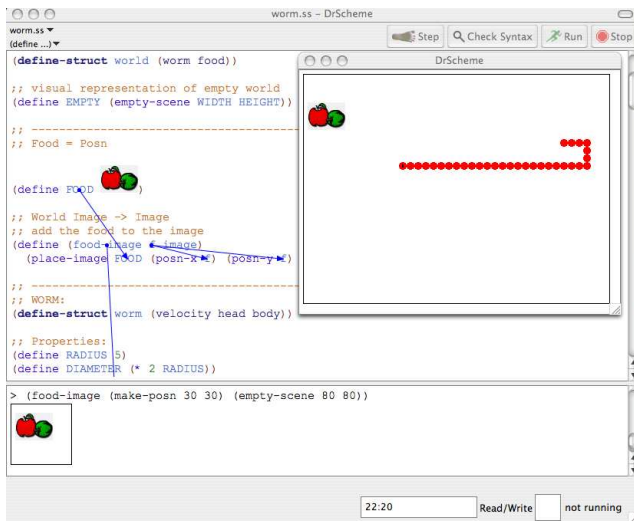 worm.ss – DrScheme
worm.ss
(define ...)
Step Check Syntax Run Stop
(define-struct world (worm food))
;; visual representation of empty world
(define EMPTY (empty-scene WIDTH HEIGHT))
;; ----------------------------------------
;; Food = Posn
(define FOOD )
;; World Image -> Image
;; add the food to the image
(define (food-image f image)
(place-image FOOD (posn-x f) (posn-y f)
;; ----------------------------------------
;; WORM:
(define-struct worm (velocity head body))
;; Properties:
(define RADIUS 5)
(define DIAMETER (* 2 RADIUS))
DrScheme
> (food-image (make-posn 30 30) (empty-scene 80 80))
22:20 Read/Write not running